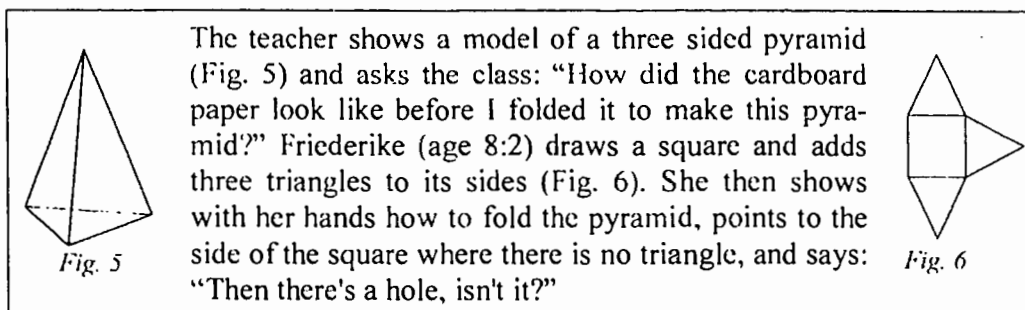 The teacher shows a model of a three sided pyramid
(Fig. 5) and asks the class: “How did the cardboard
paper look like before I folded it to make this pyra-
mid?” Friederike (age 8:2) draws a square and adds
three triangles to its sides (Fig. 6). She then shows
with her hands how to fold the pyramid, points to the
side of the square where there is no triangle, and says:
“Then there's a hole, isn't it?”
Fig. 5
Fig. 6